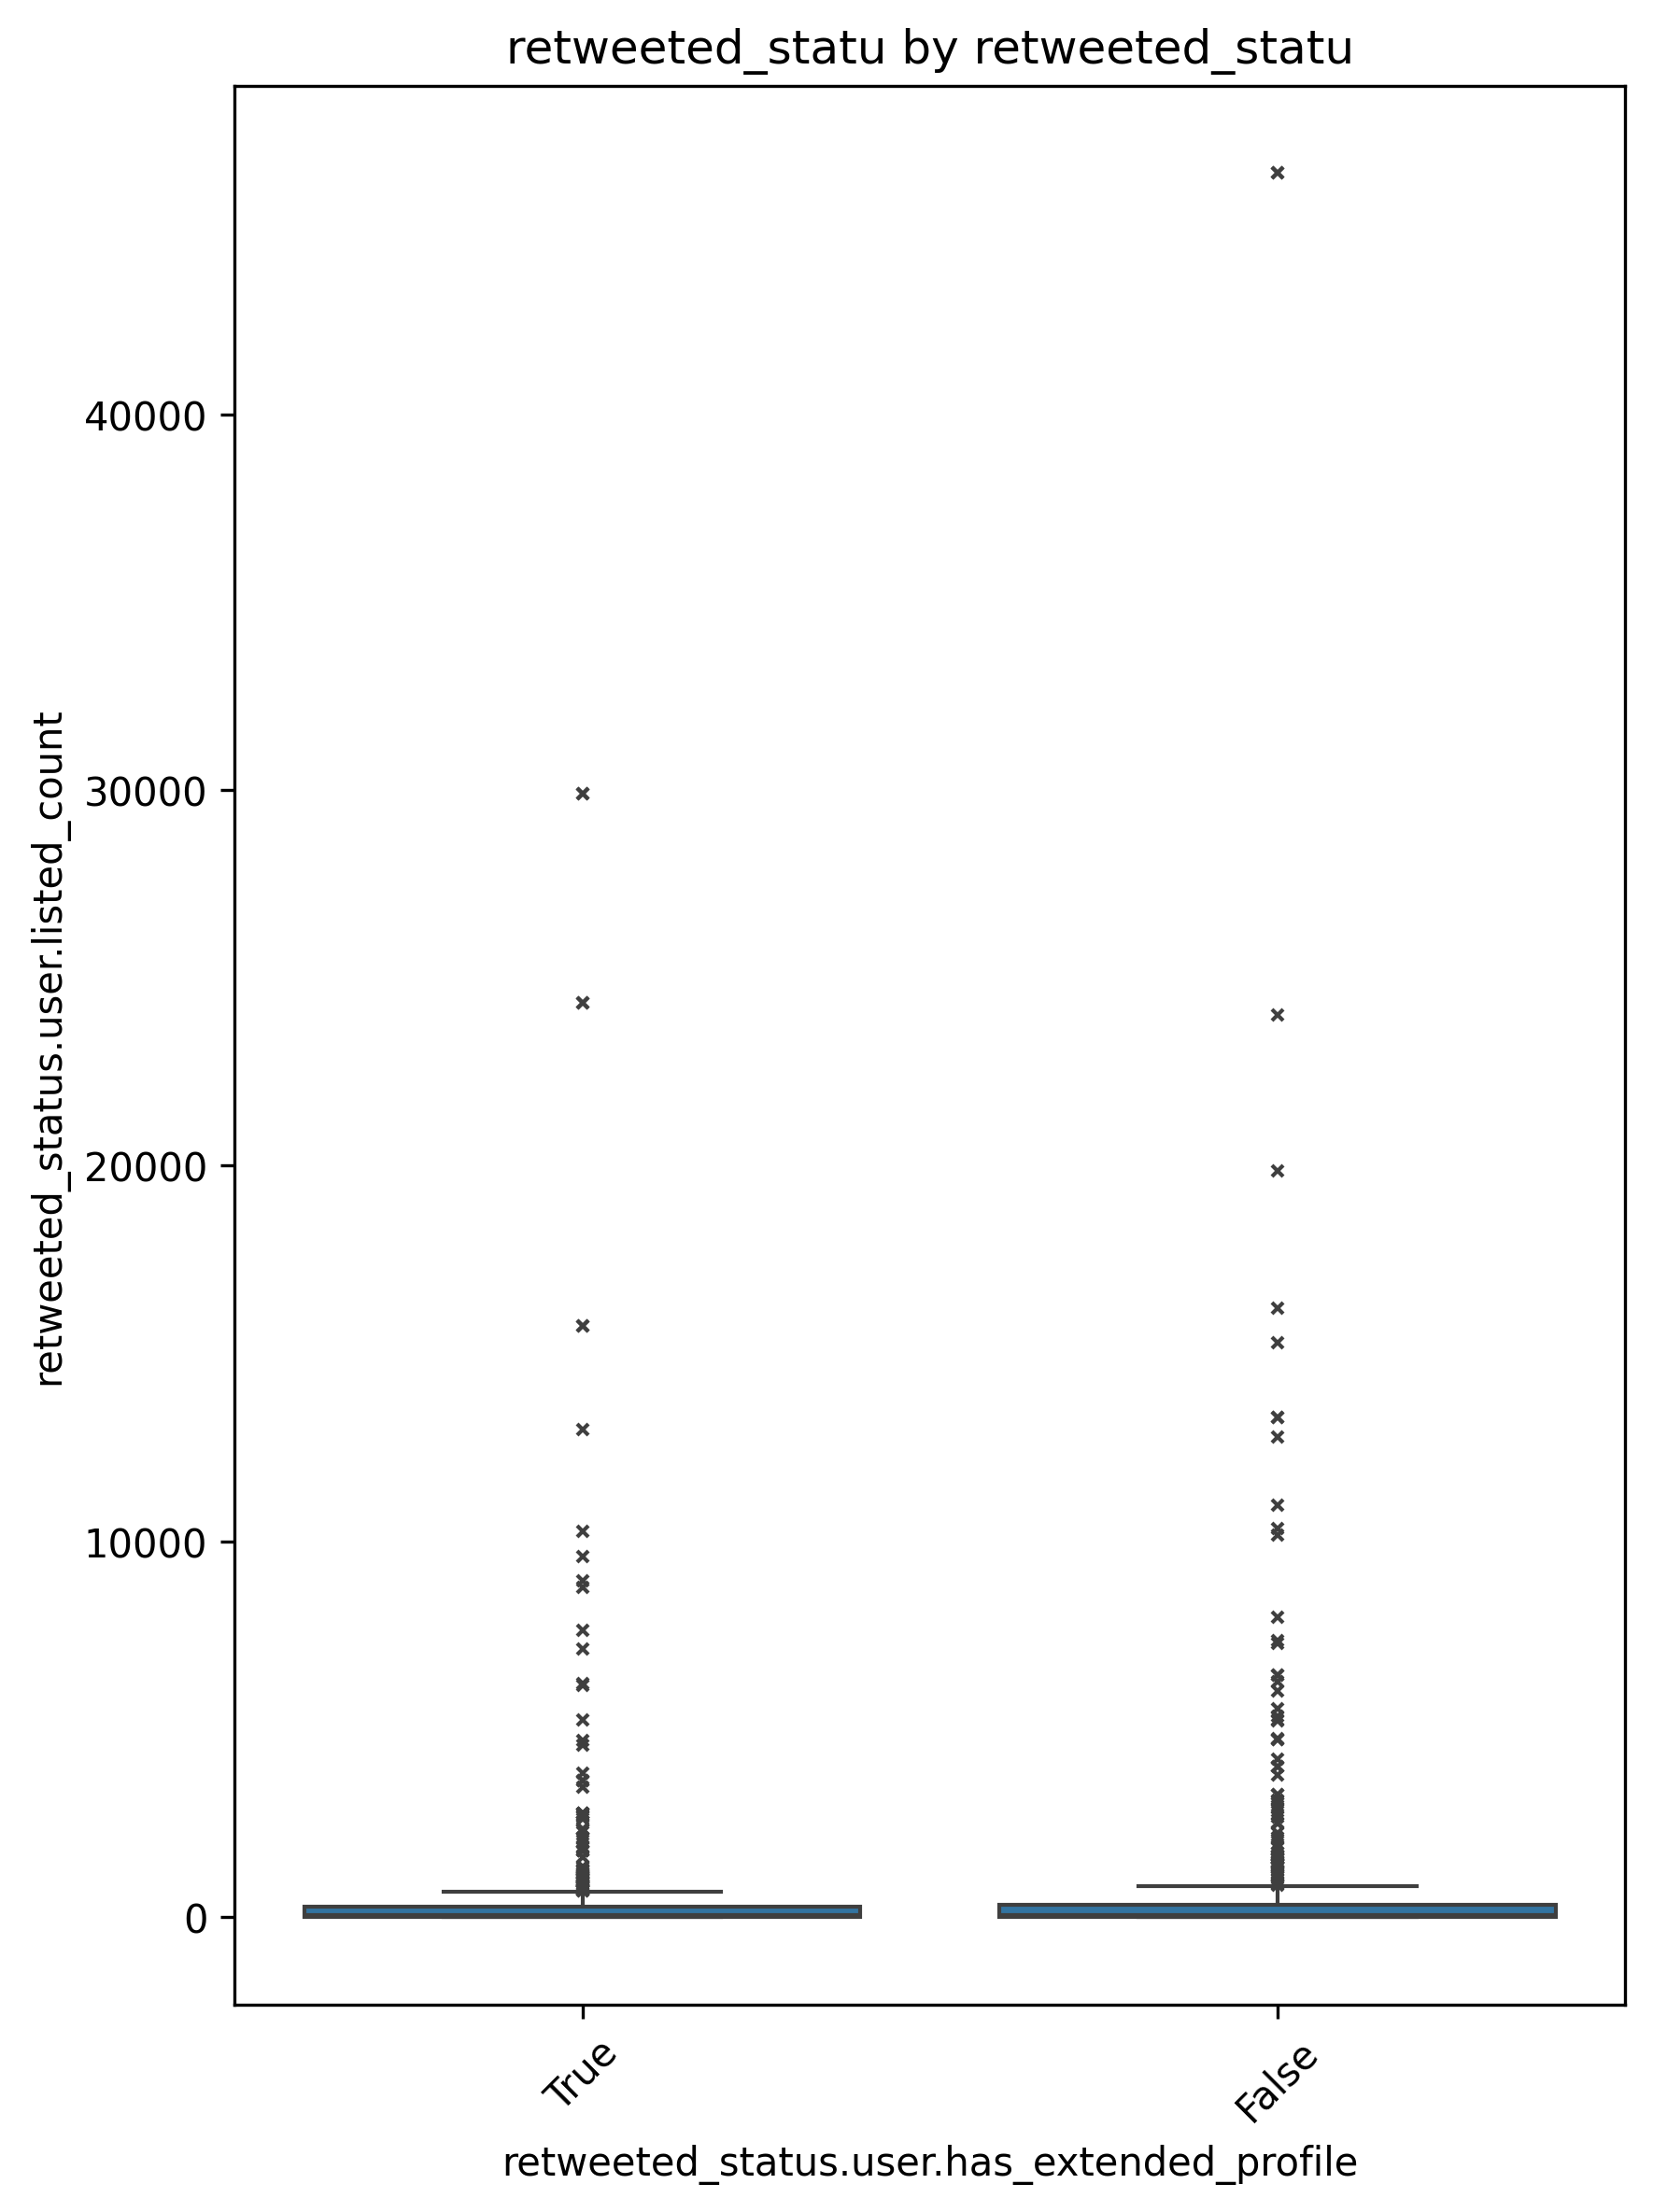 retweeted_statu by retweeted_statu
retweeted_status.user.listed_count
40000
30000
20000
10000
0
True
False
retweeted_status.user.has_extended_profile